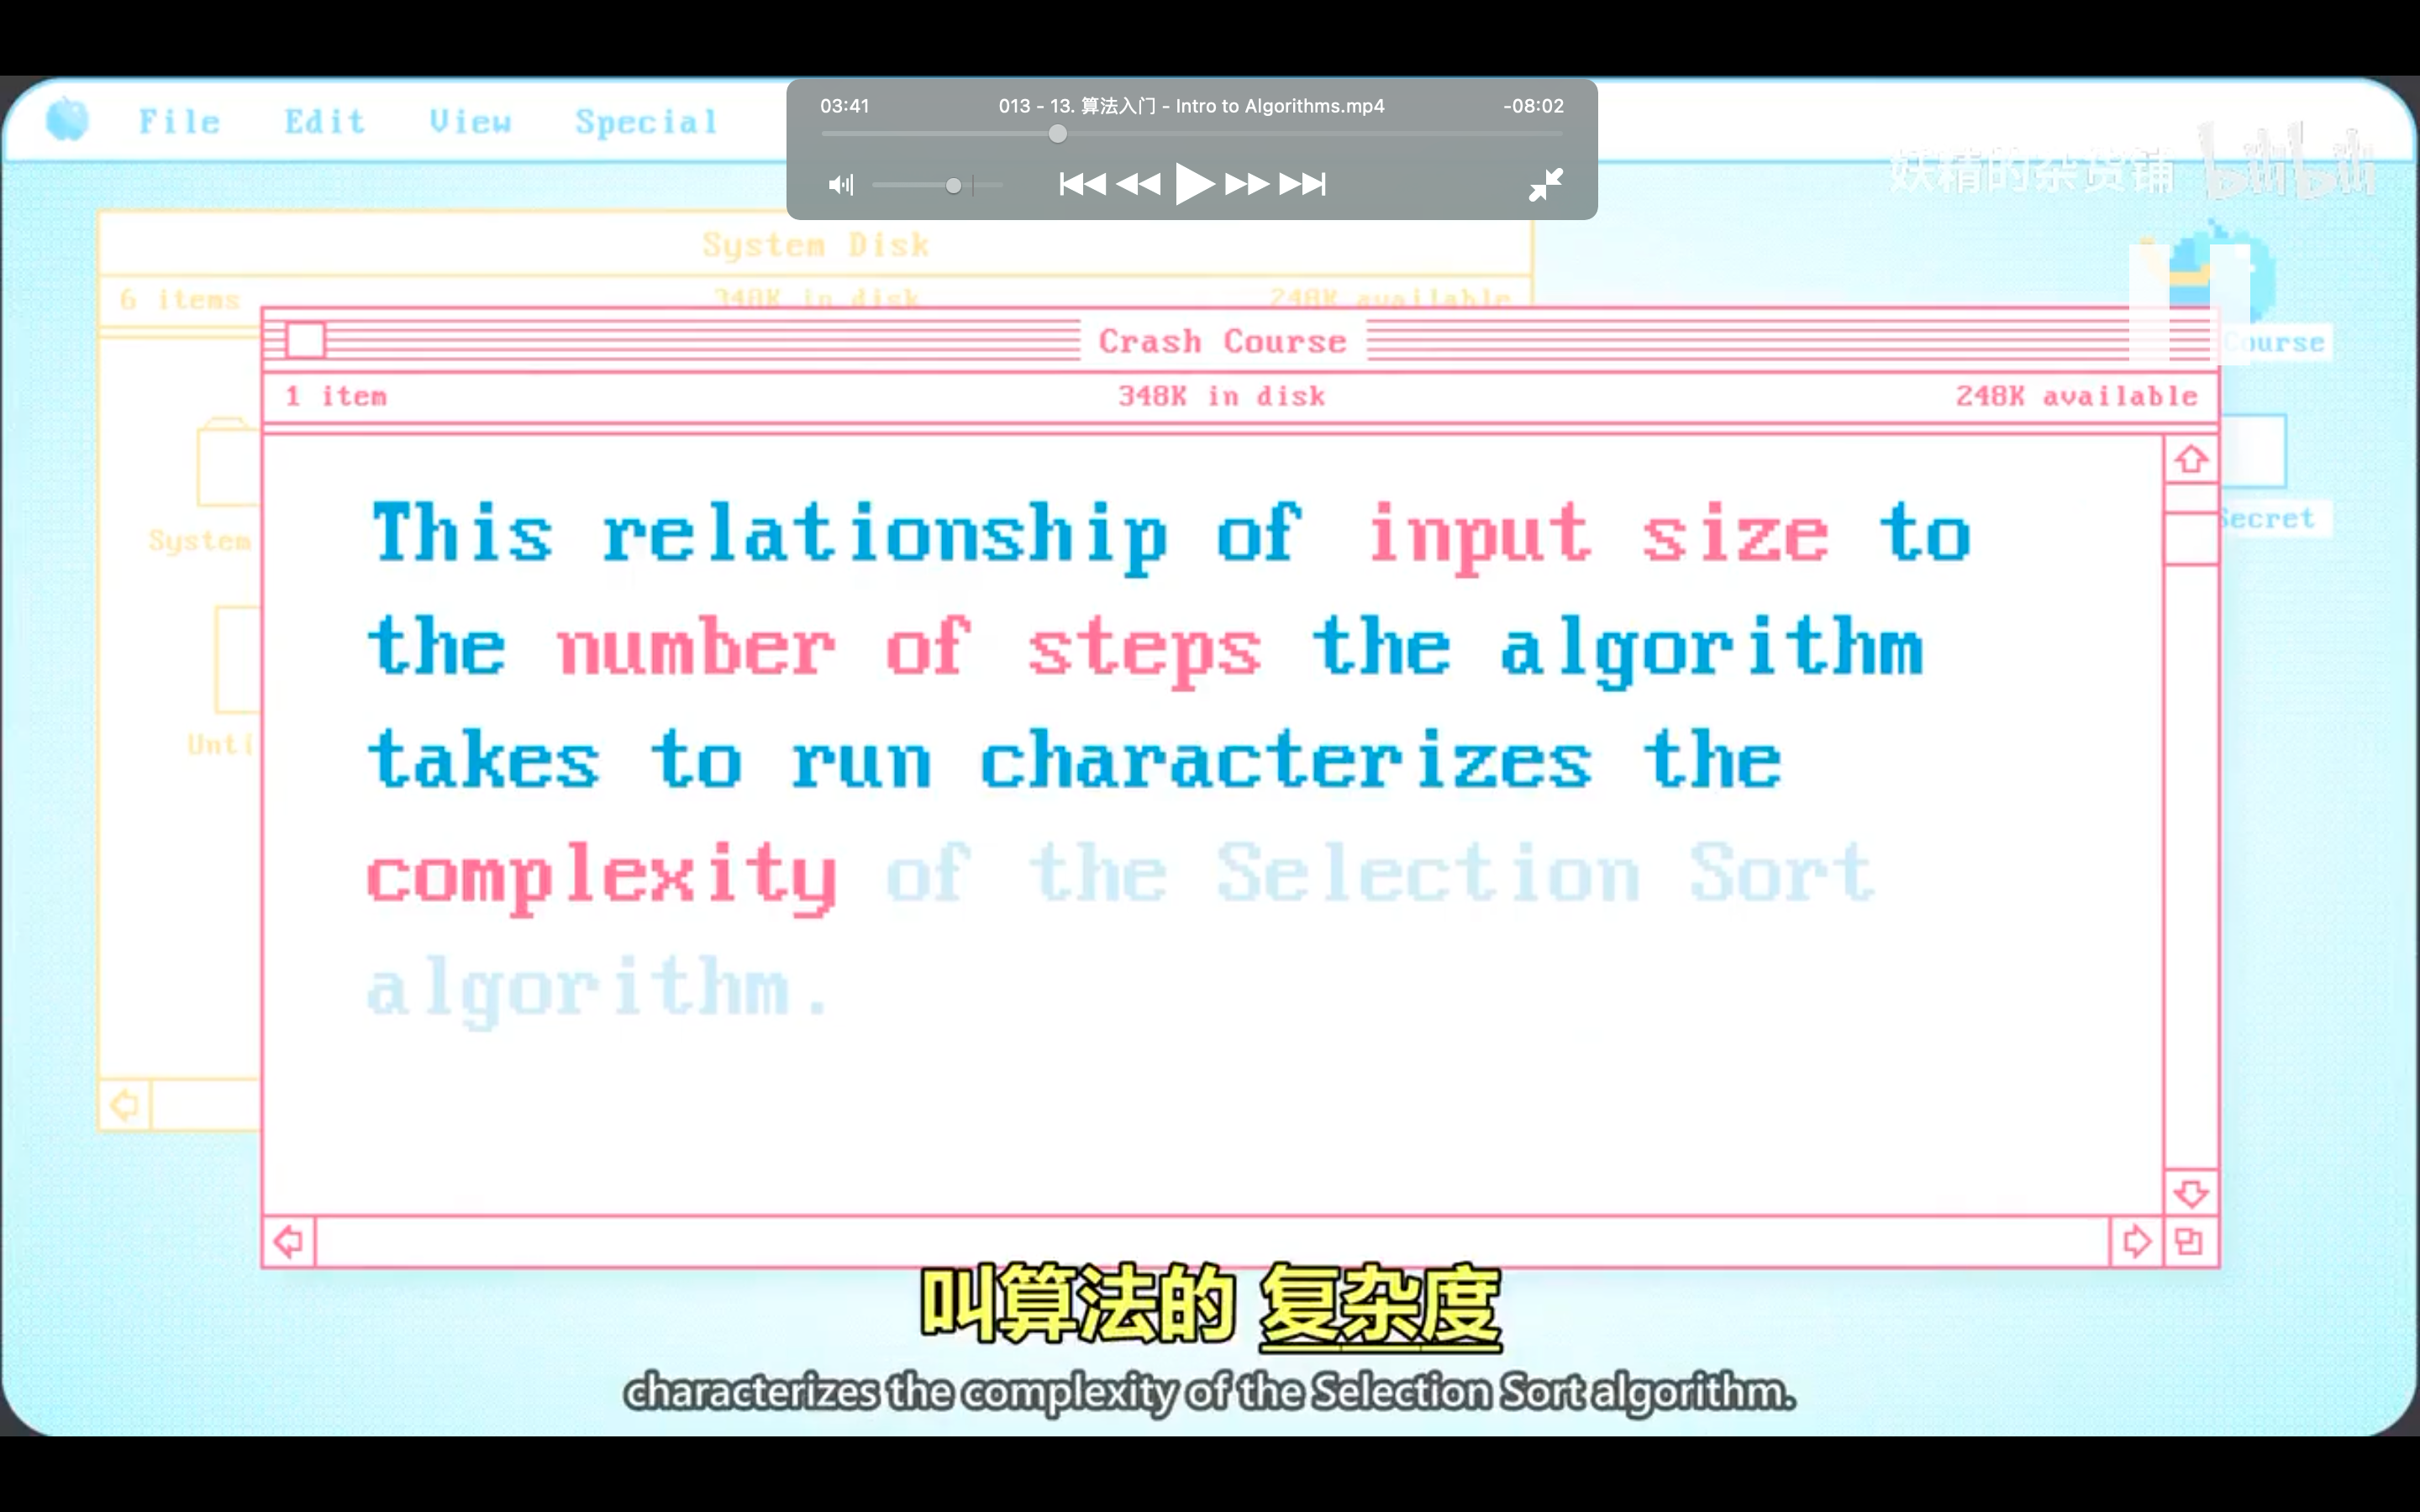 File Edit View Special
03:41 013 - 13. 算法入门 - Intro to Algorithms.mp4 -08:02
妖精的杂货铺 bilibili
System Disk
6 items 348K in disk 248K available
Crash Course
Course
1 item 348K in disk 248K available
This relationship of input size to
Secret
System
the number of steps the algorithm
Unti
takes to run characterizes the
complexity of the Selection Sort
algorithm.
叫算法的 复杂度
characterizes the complexity of the Selection Sort algorithm.